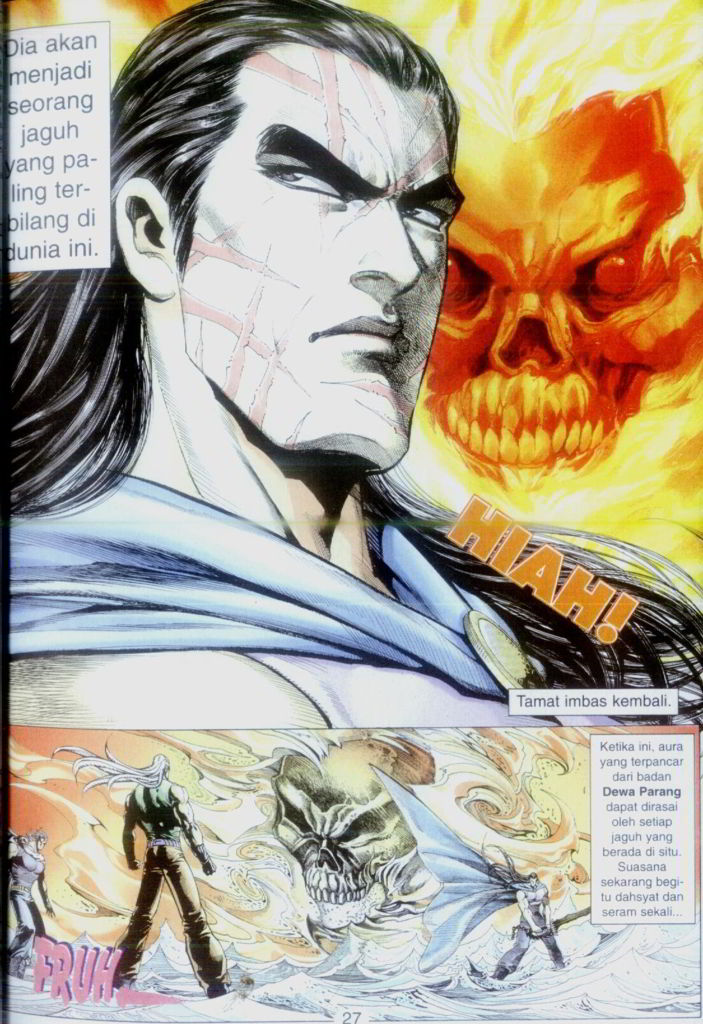 Dia akan
menjadi
seorang
jaguh
yang pa-
ling ter-
bilang di
dunia ini.
HIAH!
Tamat imbas kembali.
Ketika ini, aura
yang terpancar
dari badan
Dewa Parang
dapat dirasai
oleh setiap
jaguh yang
berada di situ.
Suasana
sekarang begi-
tu dahsyat dan
seram sekali...
FRUH
27